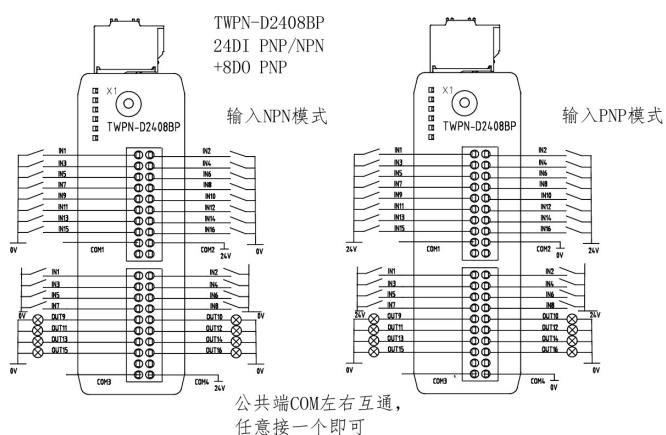 TWPN-D2408BP
24DI PNP/NPN
+8DO PNP
X1
TWPN-D2408BP
输入NPN模式
IN1 IN2
IN3 IN4
IN5 IN6
IN7 IN8
IN9 IN10
IN11 IN12
IN13 IN14
IN15 IN16
COM1 COM2
0V 24V 0V
IN1 IN2
IN3 IN4
IN5 IN6
IN7 IN8
0V 0V
OUT9 OUT10
OUT11 OUT12
OUT13 OUT14
OUT15 OUT16
COM3 COM4
0V 24V 0V
X1
TWPN-D2408BP
输入PNP模式
IN1 IN2
IN3 IN4
IN5 IN6
IN7 IN8
IN9 IN10
IN11 IN12
IN13 IN14
IN15 IN16
COM1 COM2
24V 0V 24V
IN1 IN2
IN3 IN4
IN5 IN6
IN7 IN8
24V 24V
OUT9 OUT10
OUT11 OUT12
OUT13 OUT14
OUT15 OUT16
COM3 COM4
0V 0V 0V
公共端COM左右互通,
任意接一个即可